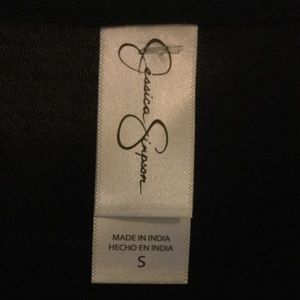 Jessica Simpson
MADE IN INDIA
HECHO EN INDIA
S